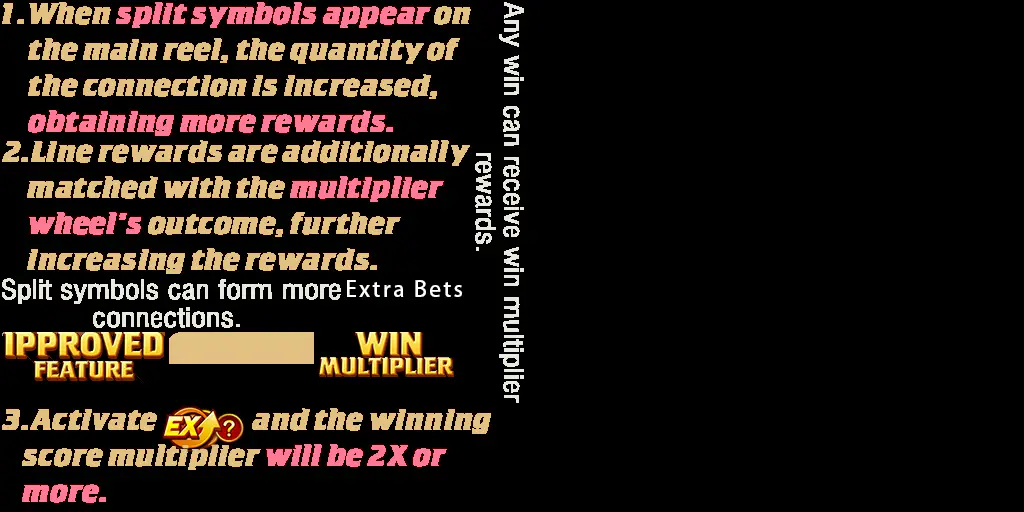 1.When split symbols appear on
the main reel, the quantity of
the connection is increased,
obtaining more rewards.
2.Line rewards are additionally
matched with the multiplier
wheel's outcome, further
increasing the rewards.
Split symbols can form more
connections.
Extra Bets
IPPROVED
FEATURE
WIN
MULTIPLIER
3.Activate EX ? and the winning
score multiplier will be 2X or
more.
Any win can receive win multiplier
rewards.